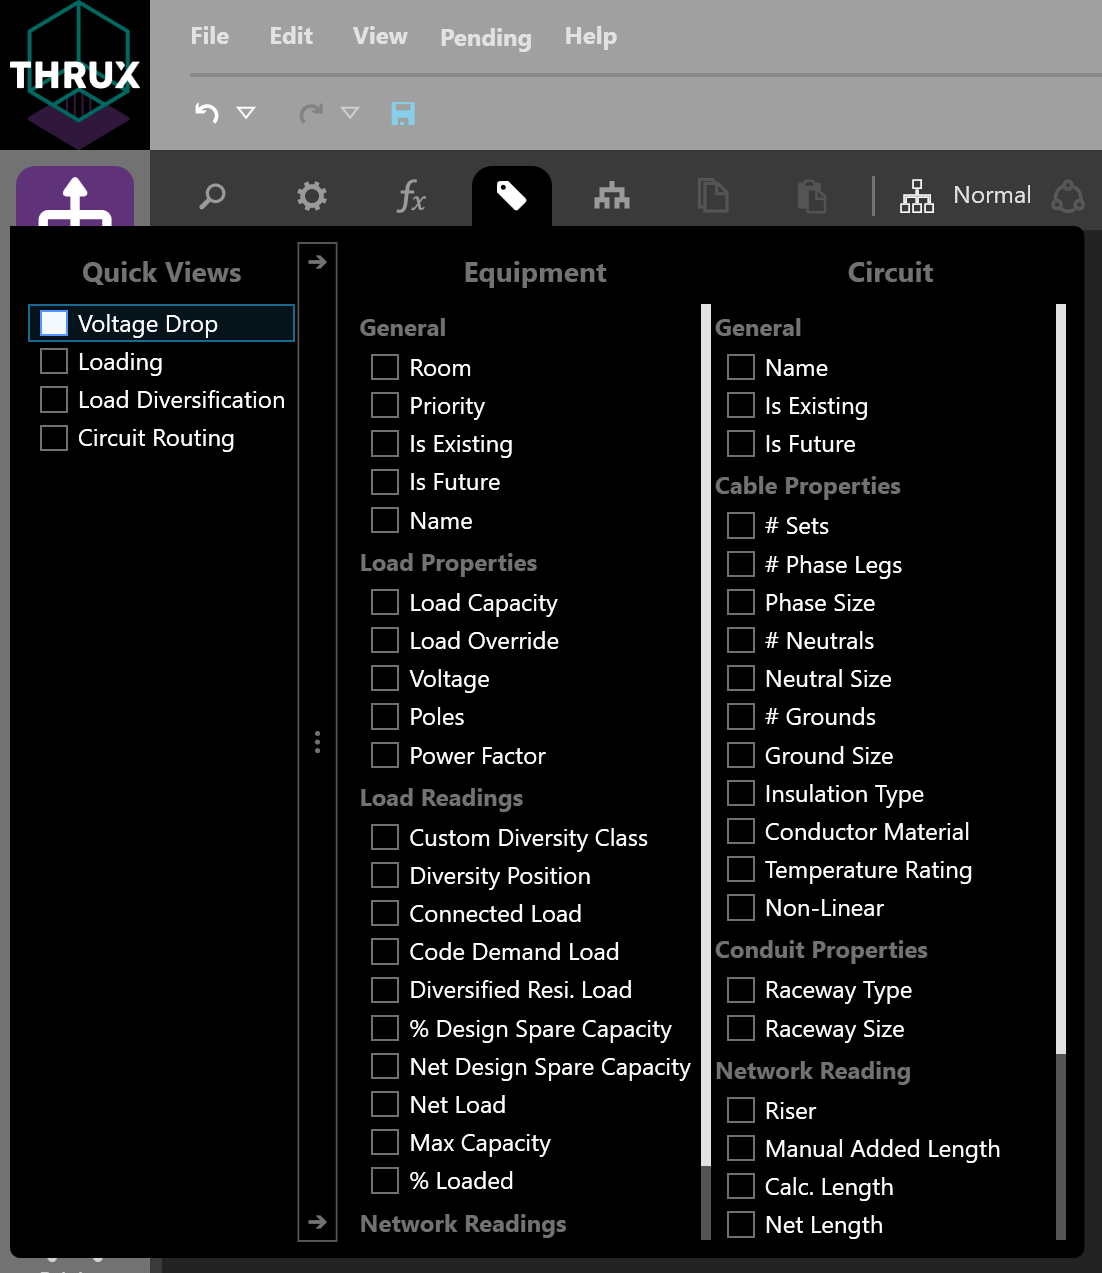 THRUX
File Edit View Pending Help
fx
Normal
Quick Views
Voltage Drop
Loading
Load Diversification
Circuit Routing
Equipment
General
Room
Priority
Is Existing
Is Future
Name
Load Properties
Load Capacity
Load Override
Voltage
Poles
Power Factor
Load Readings
Custom Diversity Class
Diversity Position
Connected Load
Code Demand Load
Diversified Resi. Load
% Design Spare Capacity
Net Design Spare Capacity
Net Load
Max Capacity
% Loaded
Network Readings
Circuit
General
Name
Is Existing
Is Future
Cable Properties
# Sets
# Phase Legs
Phase Size
# Neutrals
Neutral Size
# Grounds
Ground Size
Insulation Type
Conductor Material
Temperature Rating
Non-Linear
Conduit Properties
Raceway Type
Raceway Size
Network Reading
Riser
Manual Added Length
Calc. Length
Net Length